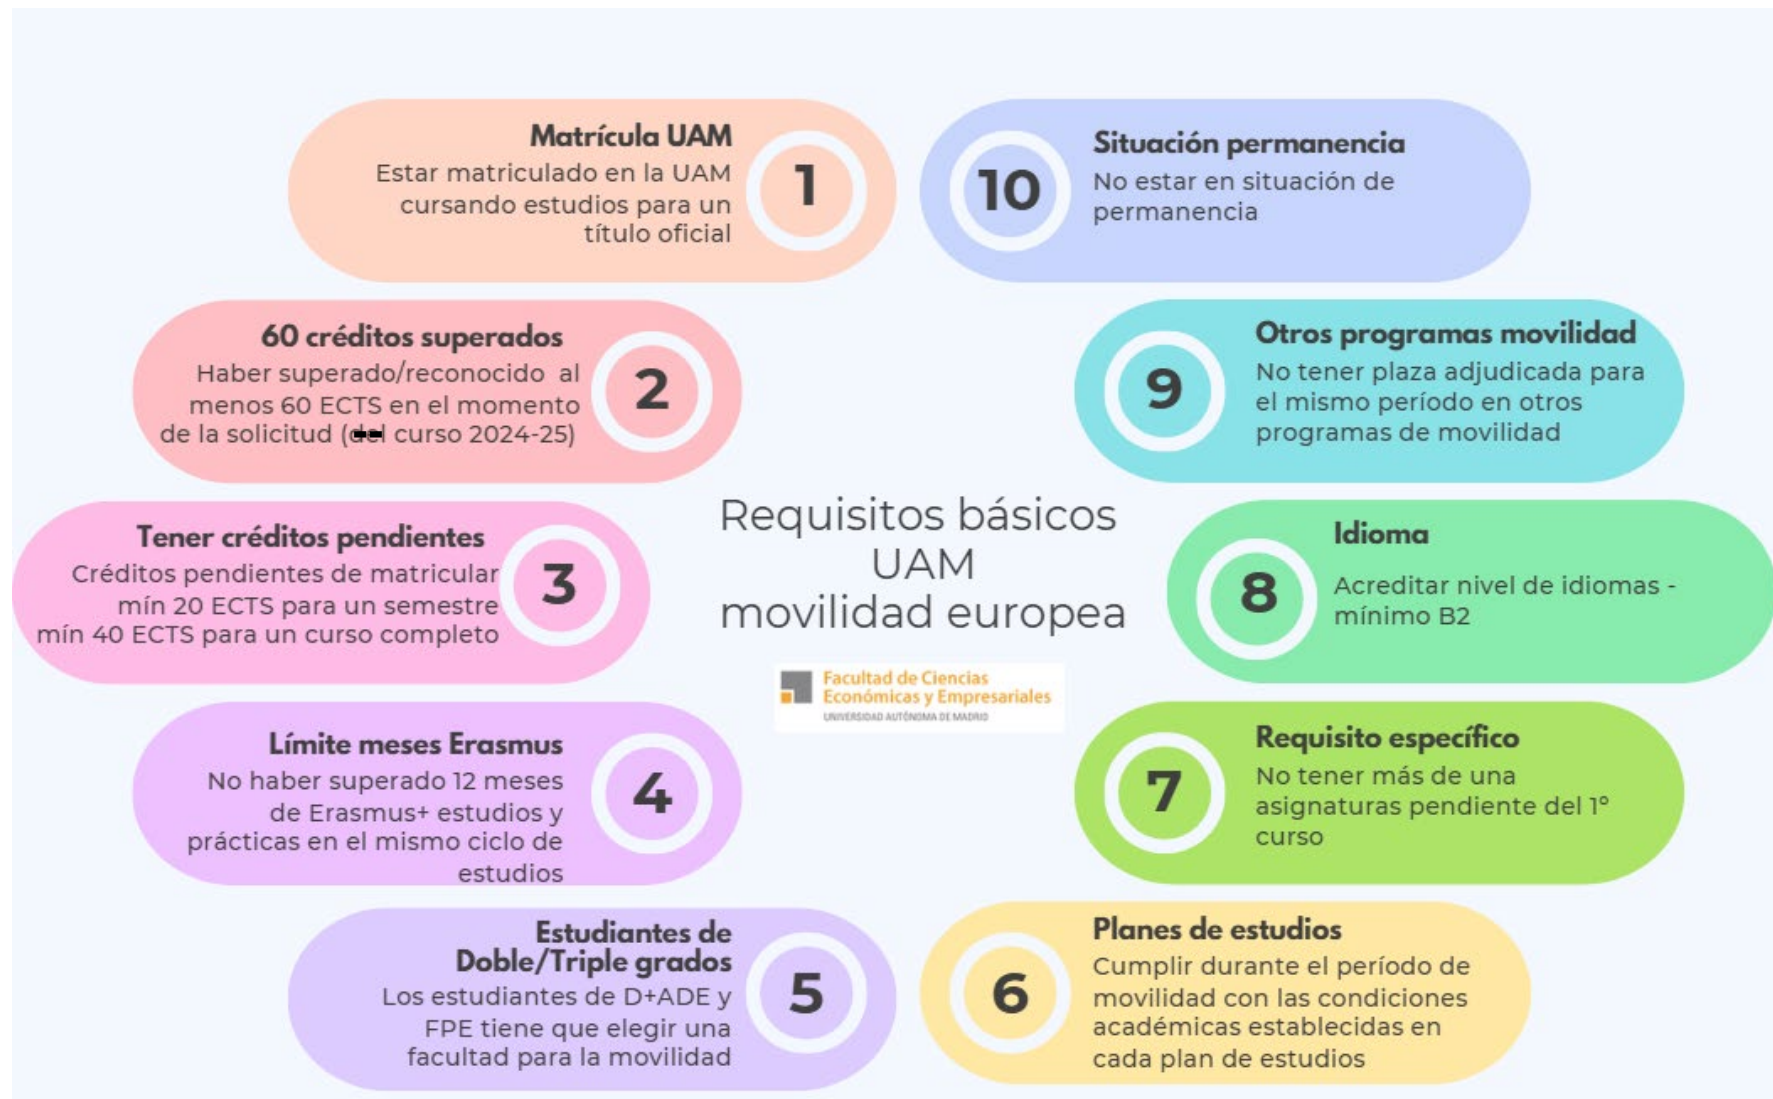 Matrícula UAM
Estar matriculado en la UAM
cursando estudios para un
título oficial
1
60 créditos superados
Haber superado/reconocido al
menos 60 ECTS en el momento
de la solicitud (del curso 2024-25)
2
Tener créditos pendientes
Créditos pendientes de matricular
mín 20 ECTS para un semestre
mín 40 ECTS para un curso completo
3
Límite meses Erasmus
No haber superado 12 meses
de Erasmus+ estudios y
prácticas en el mismo ciclo de
estudios
4
Estudiantes de
Doble/Triple grados
Los estudiantes de D+ADE y
FPE tiene que elegir una
facultad para la movilidad
5
Requisitos básicos
UAM
movilidad europea
Facultad de Ciencias
Económicas y Empresariales
UNIVERSIDAD AUTÓNOMA DE MADRID
6
Planes de estudios
Cumplir durante el período de
movilidad con las condiciones
académicas establecidas en
cada plan de estudios
7
Requisito específico
No tener más de una
asignaturas pendiente del 1º
curso
8
Idioma
Acreditar nivel de idiomas -
mínimo B2
9
Otros programas movilidad
No tener plaza adjudicada para
el mismo período en otros
programas de movilidad
10
Situación permanencia
No estar en situación de
permanencia